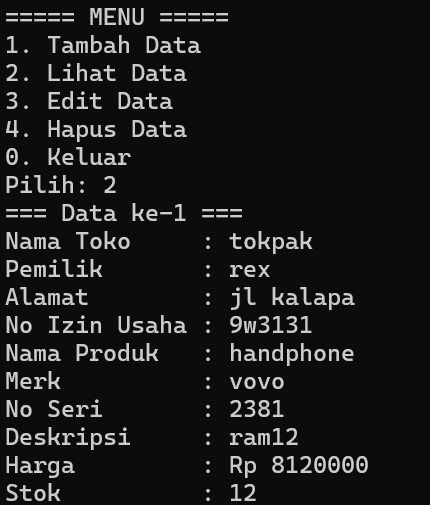 ===== MENU =====
1. Tambah Data
2. Lihat Data
3. Edit Data
4. Hapus Data
0. Keluar
Pilih: 2
=== Data ke-1 ===
Nama Toko     : tokpak
Pemilik       : rex
Alamat        : jl kalapa
No Izin Usaha : 9w3131
Nama Produk   : handphone
Merk          : vovo
No Seri       : 2381
Deskripsi     : ram12
Harga         : Rp 8120000
Stok          : 12